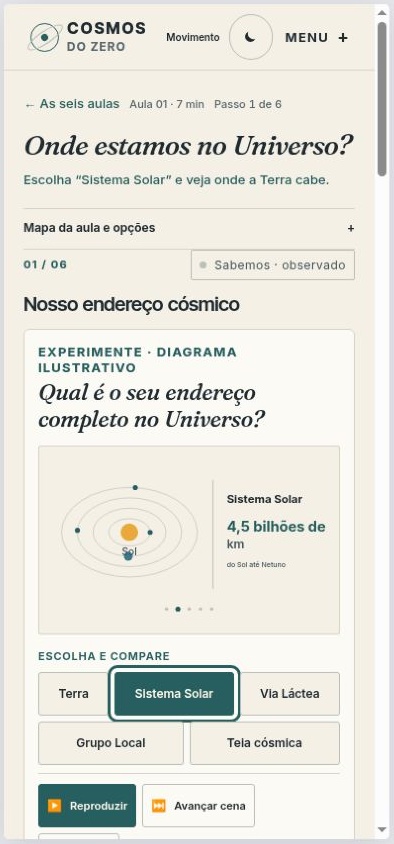 COSMOS
DO ZERO
Movimento
MENU +
← As seis aulas Aula 01 · 7 min Passo 1 de 6
Onde estamos no Universo?
Escolha “Sistema Solar” e veja onde a Terra cabe.
Mapa da aula e opções +
01 / 06
Sabemos · observado
Nosso endereço cósmico
EXPERIMENTE · DIAGRAMA
ILUSTRATIVO
Qual é o seu endereço
completo no Universo?
Sol
Sistema Solar
4,5 bilhões de
km
do Sol até Netuno
ESCOLHA E COMPARE
Terra
Sistema Solar
Via Láctea
Grupo Local
Teia cósmica
Reproduzir
Avançar cena